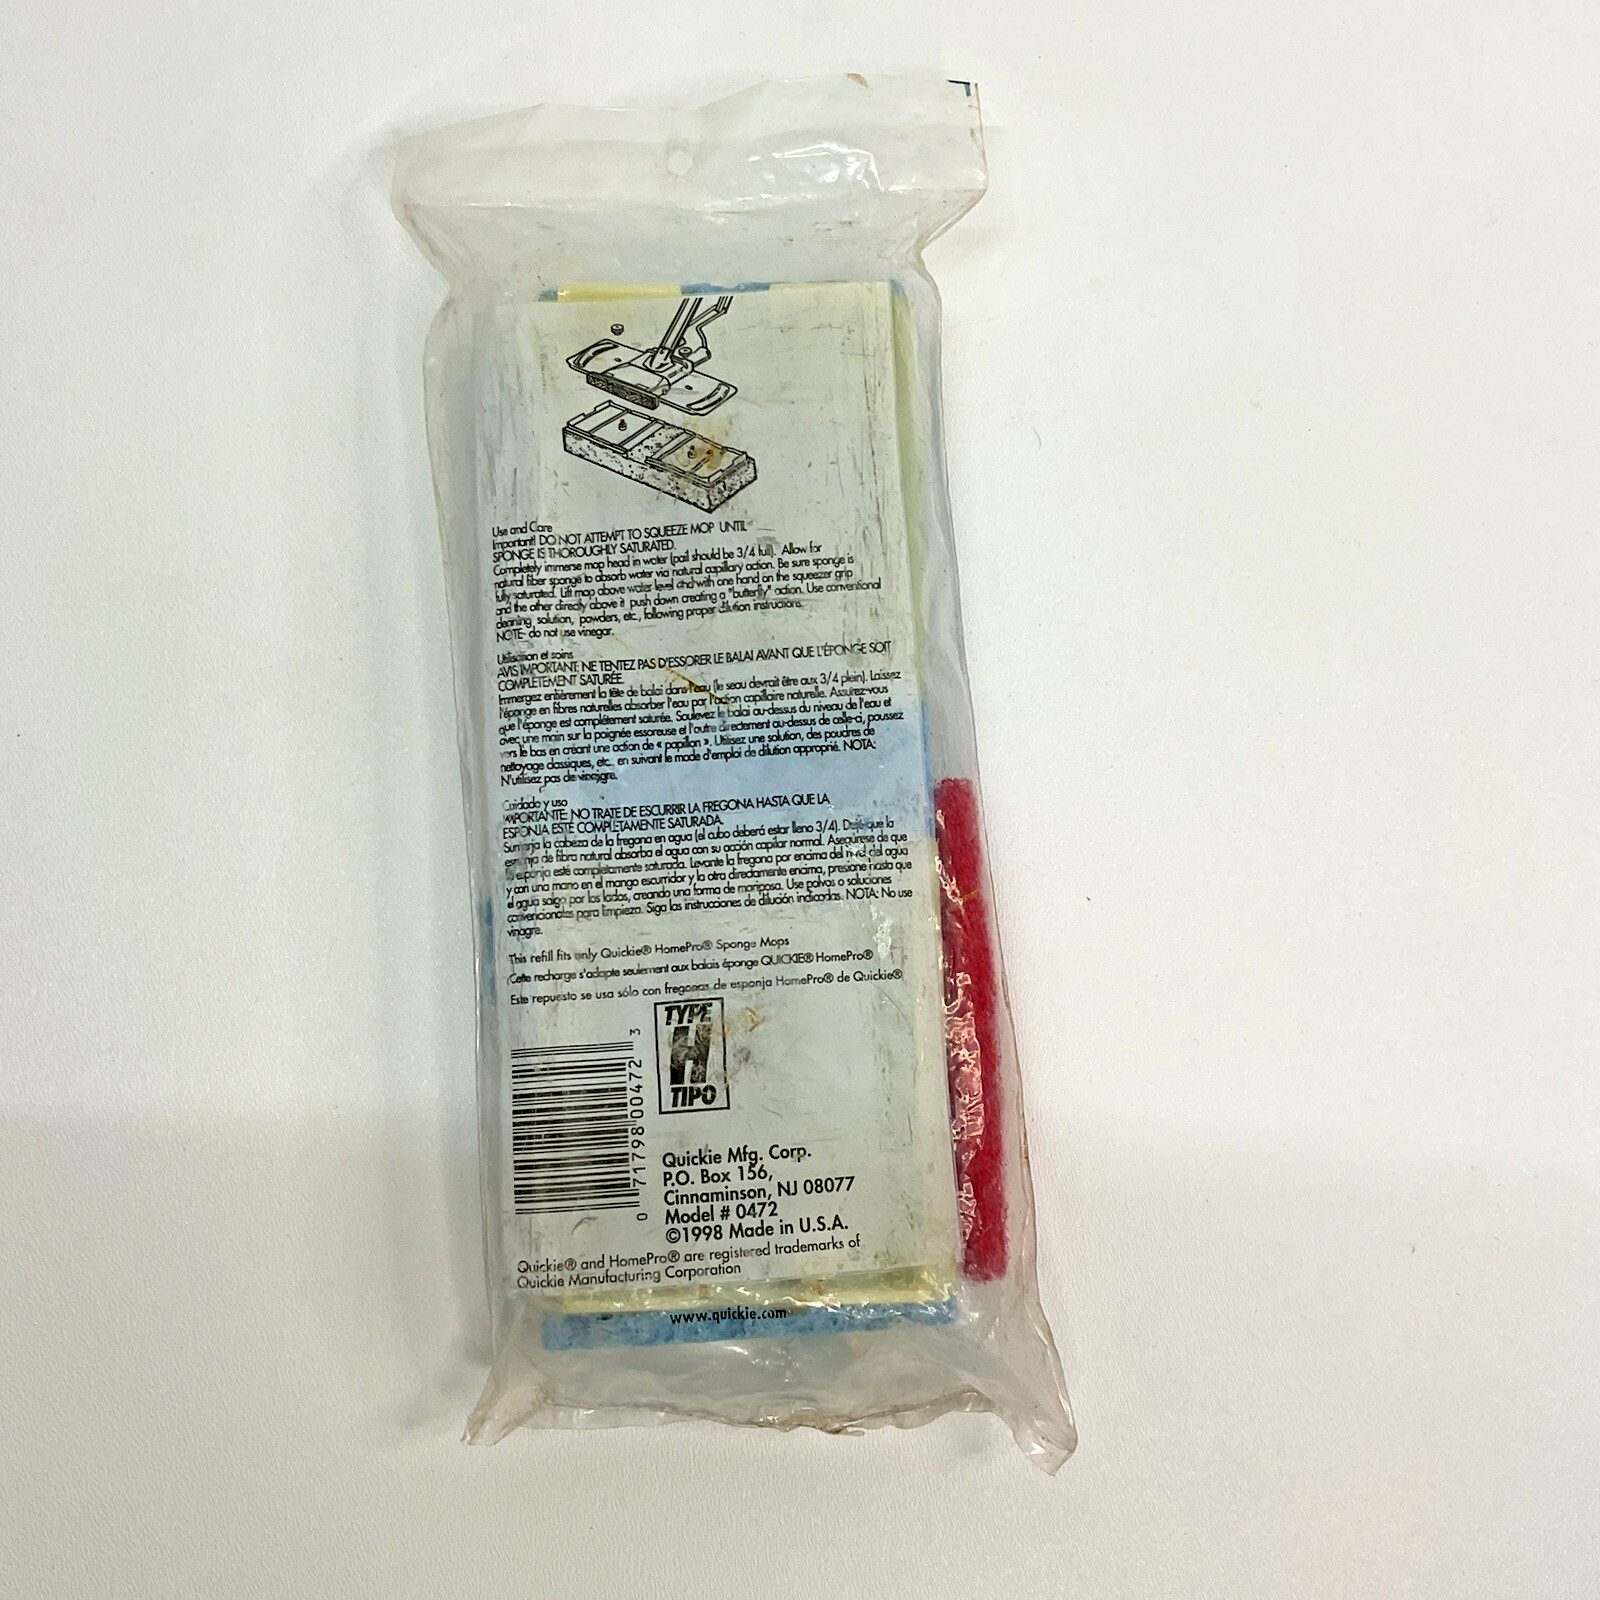 Use and Care
Important! DO NOT ATTEMPT TO SQUEEZE MOP UNTIL
SPONGE IS THOROUGHLY SATURATED.
Completely immerse mop head in water (pail should be 3/4 full). Allow for
natural fiber sponge to absorb water via natural capillary action. Be sure sponge is
fully saturated. Lift mop above water level and with one hand on the squeezer grip
and the other directly above it push down creating a "butterfly" action. Use conventional
cleaning, solution, powders, etc., following proper dilution instructions.
NOTE- do not use vinegar.
Utilisation et soins
AVIS IMPORTANT: NE TENTEZ PAS D'ESSORER LE BALAI AVANT QUE L'ÉPONGE SOIT
COMPLÈTEMENT SATURÉE.
Immergez entièrement la tête de balai dans l'eau (le seau devrait être aux 3/4 plein). Laissez
l'éponge en fibres naturelles absorber l'eau par l'action capillaire naturelle. Assurez-vous
que l'éponge est complètement saturée. Soulevez le balai au-dessus du niveau de l'eau et
avec une main sur la poignée essoreuse et l'autre directement au-dessus de celle-ci, poussez
vers le bas en créant une action de « papillon ». Utilisez une solution, des poudres de
nettoyage classiques, etc.. en suivant le mode d'emploi de dilution approprié. NOTA:
N'utilisez pas de vinaigre.
Cuidado y uso
IMPORTANTE: NO TRATE DE ESCURRIR LA FREGONA HASTA QUE LA
ESPONJA ESTÉ COMPLETAMENTE SATURADA.
Sumerja la cabeza de la fregona en agua (el cubo deberá estar lleno 3/4). Deje que la
esponja de fibra natural absorba el agua con su acción capilar normal. Asegúrese de que
la esponja esté completamente saturada. Levante la fregona por encima del nivel del agua
y con una mano en el mango escurridor y la otra directamente encima, presione hasta que
el agua salga por los lados, creando una forma de mariposa. Use polvos o soluciones
convencionales para limpieza. Siga las instrucciones de dilución indicadas. NOTA: No use
vinagre.
This refill fits only Quickie® HomePro® Sponge Mops
Cette recharge s'adapte seulement aux balais éponge QUICKIE® HomePro®
Este repuesto se usa sólo con fregonas de esponja HomePro® de Quickie®
TYPE
H
TIPO
0 71798 00472 3
Quickie Mfg. Corp.
P.O. Box 156,
Cinnaminson, NJ 08077
Model # 0472
©1998 Made in U.S.A.
Quickie® and HomePro® are registered trademarks of
Quickie Manufacturing Corporation
www.quickie.com